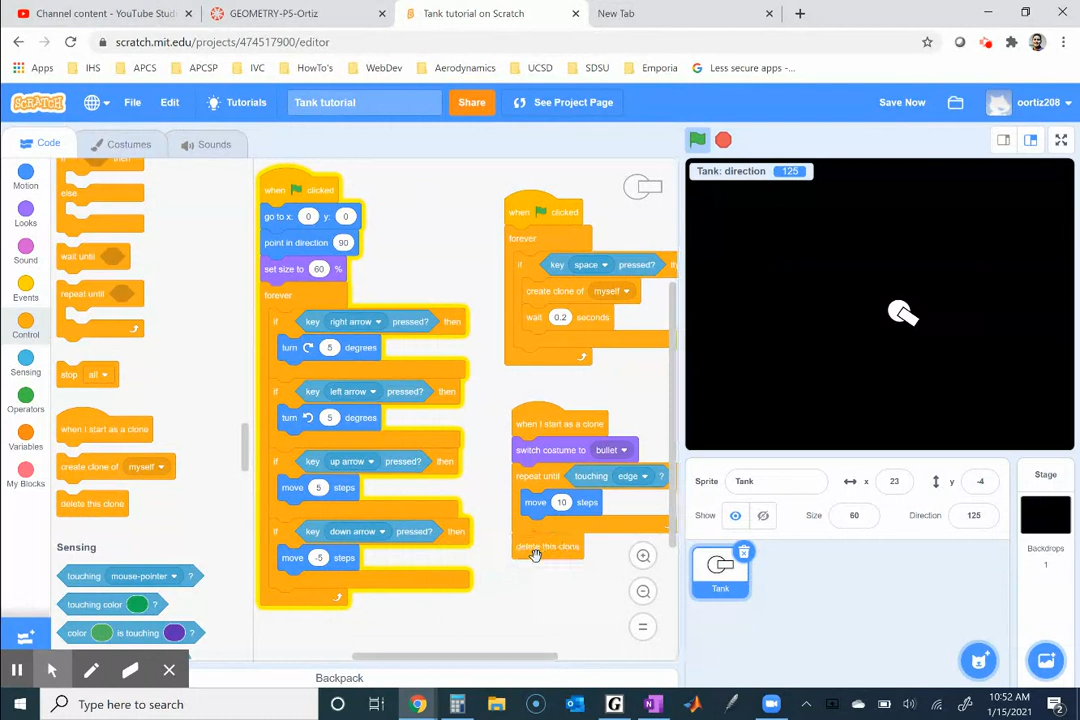 Channel content - YouTube Stud
GEOMETRY-P5-Ortiz
Tank tutorial on Scratch
New Tab
scratch.mit.edu/projects/474517900/editor
Apps
IHS
APCS
APCSP
IVC
HowTo's
WebDev
Aerodynamics
UCSD
SDSU
Emporia
Less secure apps -...
SCRATCH
File
Edit
Tutorials
Tank tutorial
Share
See Project Page
Save Now
oortiz208
Code
Costumes
Sounds
Motion
Looks
Sound
Events
Control
Sensing
Operators
Variables
My Blocks
else
wait until
repeat until
stop all
when I start as a clone
create clone of myself
delete this clone
Sensing
touching mouse-pointer ?
touching color ?
color is touching ?
when clicked
go to x: 0 y: 0
point in direction 90
set size to 60 %
forever
if key right arrow pressed? then
turn 5 degrees
if key left arrow pressed? then
turn 5 degrees
if key up arrow pressed? then
move 5 steps
if key down arrow pressed? then
move -5 steps
when clicked
forever
if key space pressed?
create clone of myself
wait 0.2 seconds
when I start as a clone
switch costume to bullet
repeat until touching edge ?
move 10 steps
delete this clone
Backpack
Tank: direction 125
Sprite Tank x 23 y -4
Show Size 60 Direction 125
Tank
Stage
Backdrops
1
Type here to search
10:52 AM
1/15/2021
2